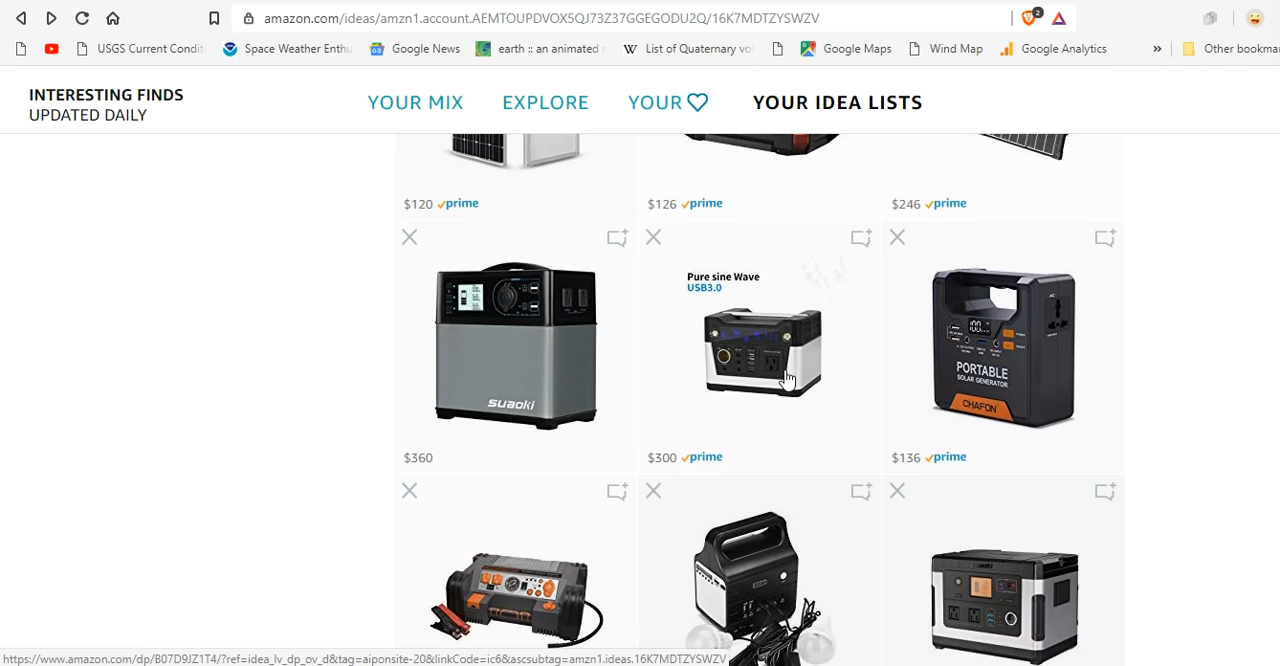 amazon.com/ideas/amzn1.account.AEMTOUPDVOX5QJ73Z37GGEGODU2Q/16K7MDTZYSWZV
2
USGS Current Condit
Space Weather Enthu
Google News
earth :: an animated
List of Quaternary vo
Google Maps
Wind Map
Google Analytics
»
Other bookma
INTERESTING FINDS
UPDATED DAILY
YOUR MIX
EXPLORE
YOUR
YOUR IDEA LISTS
$120 prime
$126 prime
$246 prime
Pure sine Wave
USB3.0
suaoki
PORTABLE
SOLAR GENERATOR
CHAFON
$360
$300 prime
$136 prime
https://www.amazon.com/dp/B07D9JZ1T4/?ref=idea_lv_dp_ov_d&tag=aiponsite-20&linkCode=ic6&ascsubtag=amzn1.ideas.16K7MDTZYSWZV